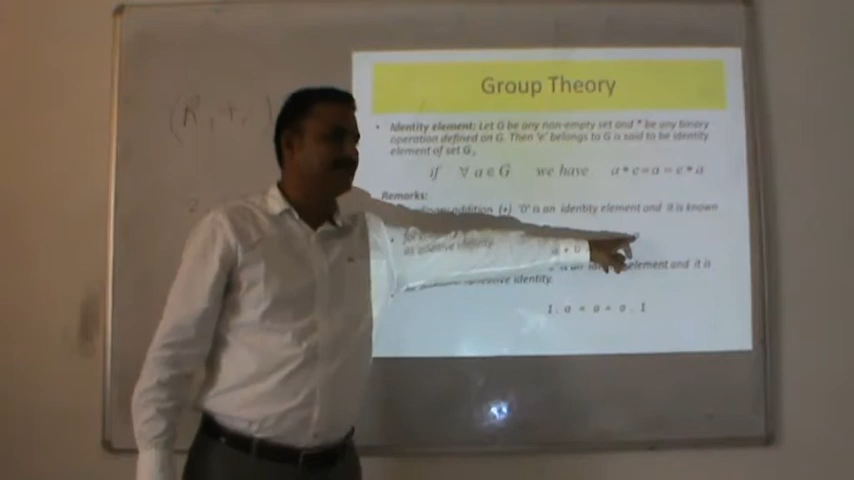 (R, +, )
Group Theory
• Identity element: Let G be any non-empty set and * be any binary
operation defined on G. Then 'e' belongs to G is said to be identity
element of set G,
if ∀ a ∈ G we have a * e = a = e * a
Remarks:
addition (+) '0' is an identity element and it is known
as additive identity.
a + 0
element and it is
identity.
1 . a = a = a . 1